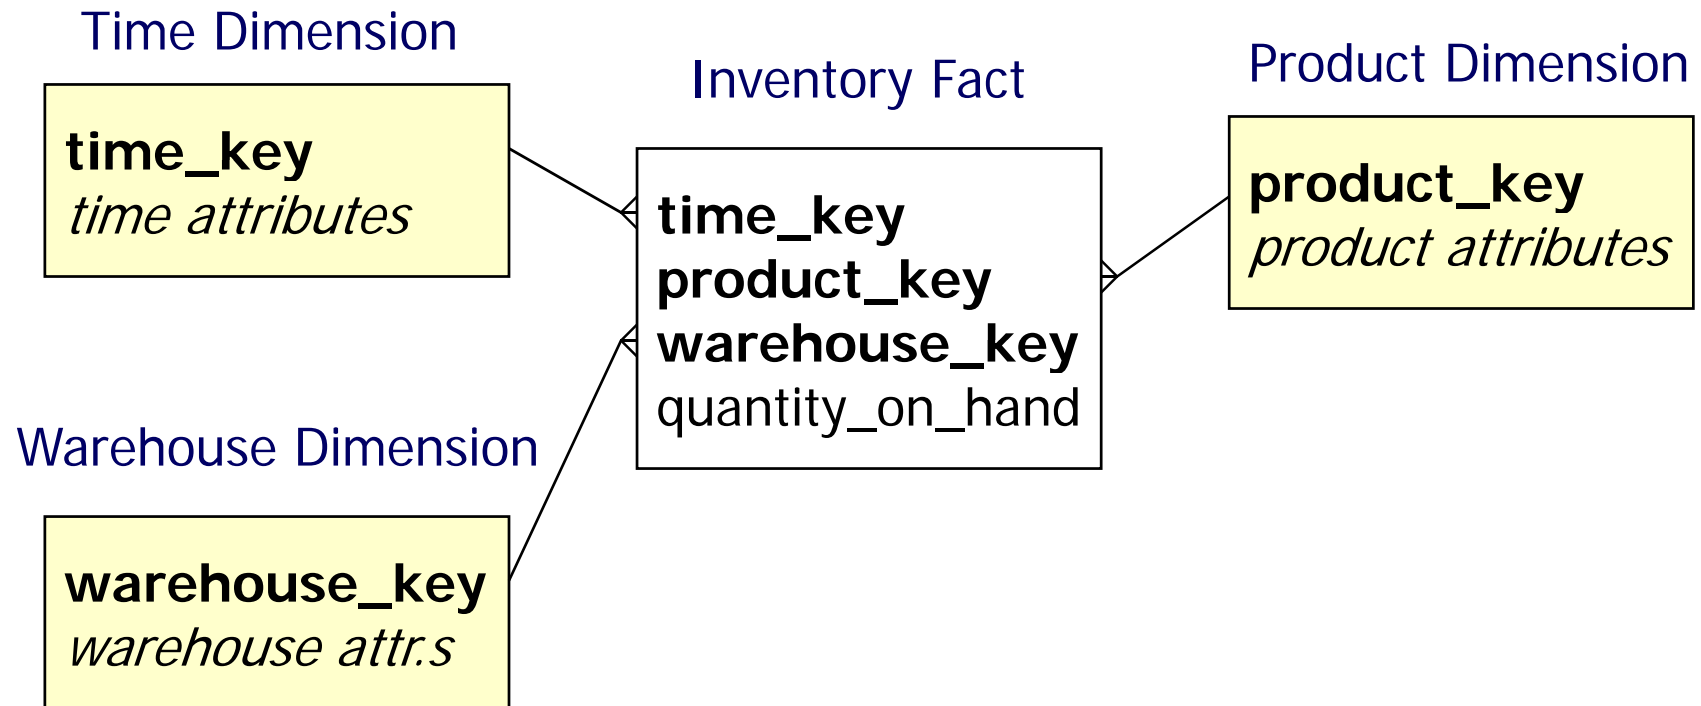 Time Dimension
time_key
time attributes
Inventory Fact
time_key
product_key
warehouse_key
quantity_on_hand
Product Dimension
product_key
product attributes
Warehouse Dimension
warehouse_key
warehouse attr.s